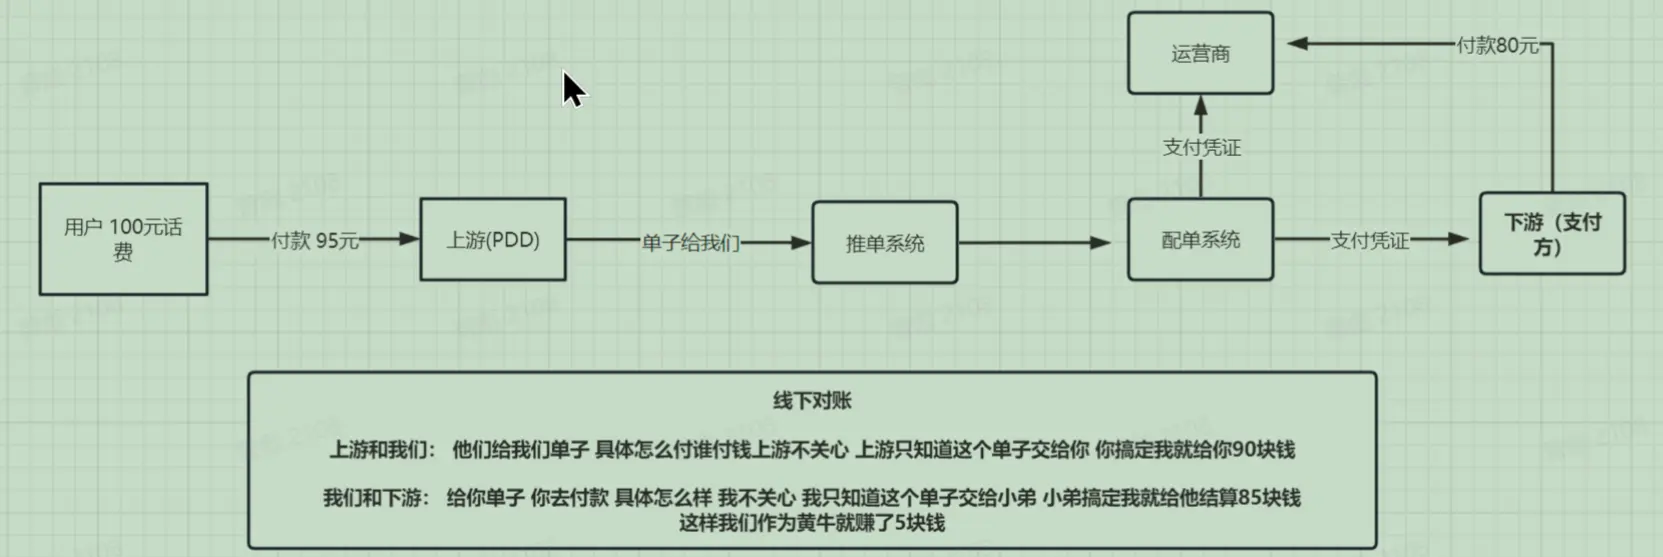 运营商
付款80元
支付凭证
用户 100元话
费
付款 95元
上游(PDD)
单子给我们
推单系统
配单系统
支付凭证
下游（支付
方）
线下对账
上游和我们： 他们给我们单子 具体怎么付谁付钱上游不关心 上游只知道这个单子交给你 你搞定我就给你90块钱
我们和下游： 给你单子 你去付款 具体怎么样 我不关心 我只知道这个单子交给小弟 小弟搞定我就给他结算85块钱
这样我们作为黄牛就赚了5块钱